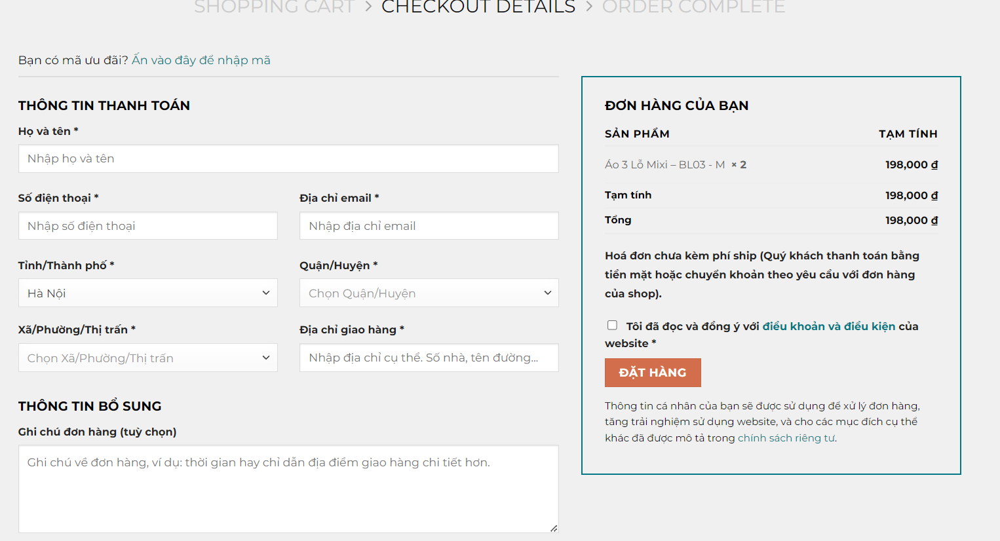 SHOPPING CART > CHECKOUT DETAILS > ORDER COMPLETE
Bạn có mã ưu đãi? Ấn vào đây để nhập mã
THÔNG TIN THANH TOÁN
Họ và tên *
Nhập họ và tên
Số điện thoại *
Nhập số điện thoại
Địa chỉ email *
Nhập địa chỉ email
Tỉnh/Thành phố *
Hà Nội
Quận/Huyện *
Chọn Quận/Huyện
Xã/Phường/Thị trấn *
Chọn Xã/Phường/Thị trấn
Địa chỉ giao hàng *
Nhập địa chỉ cụ thể. Số nhà, tên đường...
THÔNG TIN BỔ SUNG
Ghi chú đơn hàng (tuỳ chọn)
Ghi chú về đơn hàng, ví dụ: thời gian hay chỉ dẫn địa điểm giao hàng chi tiết hơn.
ĐƠN HÀNG CỦA BẠN
SẢN PHẨM TẠM TÍNH
Áo 3 Lỗ Mixi – BL03 - M × 2 198,000 ₫
Tạm tính 198,000 ₫
Tổng 198,000 ₫
Hoá đơn chưa kèm phí ship (Quý khách thanh toán bằng
tiền mặt hoặc chuyển khoản theo yêu cầu với đơn hàng
của shop).
Tôi đã đọc và đồng ý với điều khoản và điều kiện của
website *
ĐẶT HÀNG
Thông tin cá nhân của bạn sẽ được sử dụng để xử lý đơn hàng,
tăng trải nghiệm sử dụng website, và cho các mục đích cụ thể
khác đã được mô tả trong chính sách riêng tư.